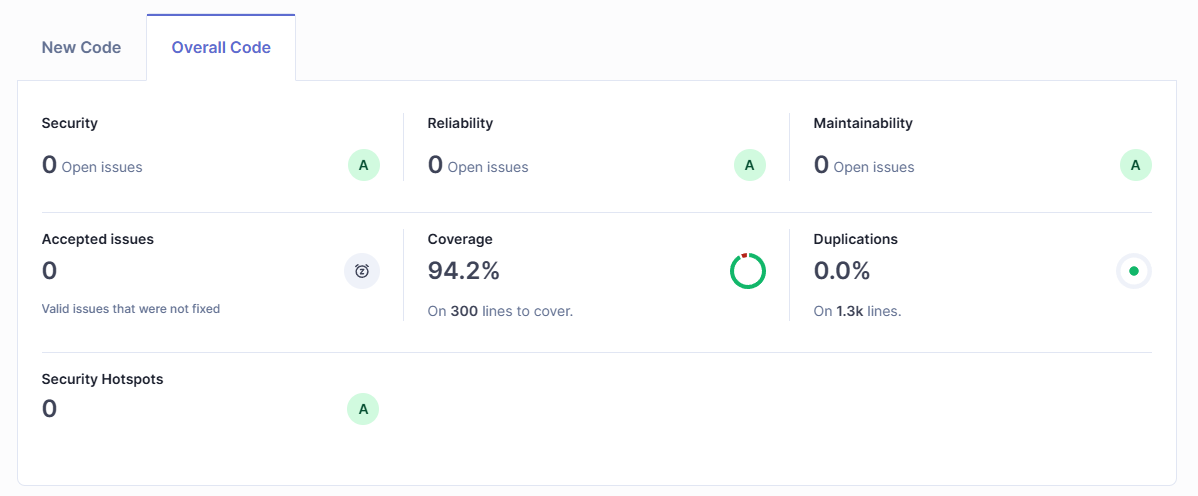 New Code
Overall Code
Security
0 Open issues
A
Reliability
0 Open issues
A
Maintainability
0 Open issues
A
Accepted issues
0
Valid issues that were not fixed
Coverage
94.2%
On 300 lines to cover.
Duplications
0.0%
On 1.3k lines.
Security Hotspots
0
A